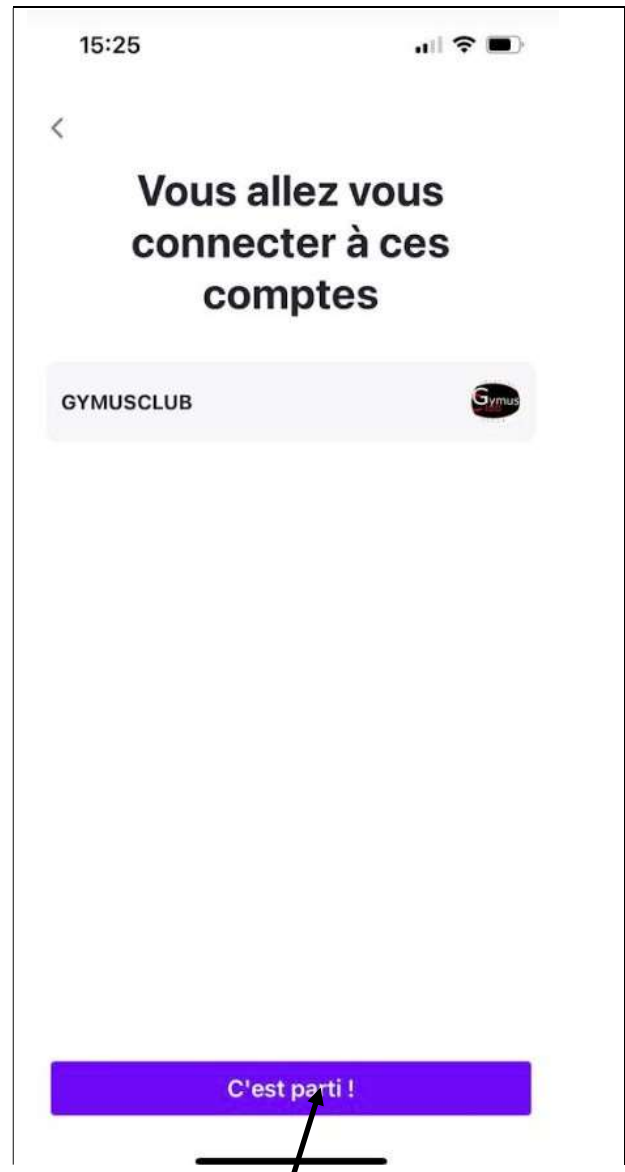 15:25
Vous allez vous
connecter à ces
comptes
GYMUSCLUB
Gymus
C'est parti !